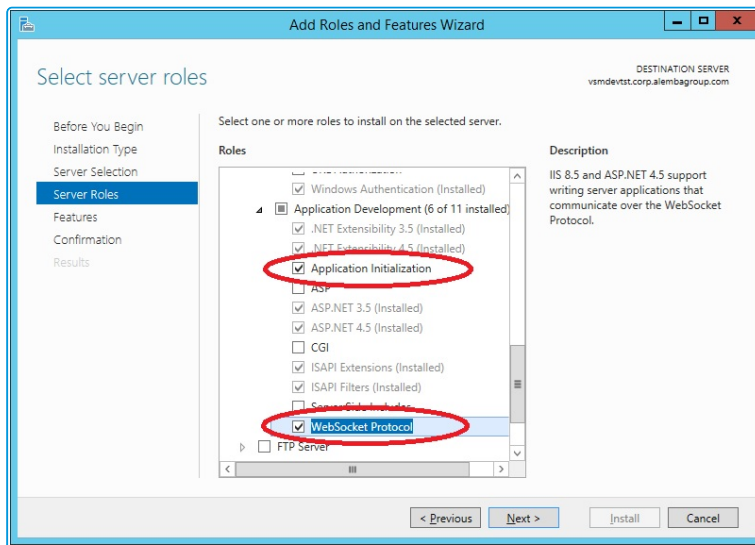 Add Roles and Features Wizard
Select server roles
DESTINATION SERVER
vsmdevtst.corp.alembagroup.com
Before You Begin
Installation Type
Server Selection
Server Roles
Features
Confirmation
Results
Select one or more roles to install on the selected server.
Roles
Windows Authentication (Installed)
Application Development (6 of 11 installed)
.NET Extensibility 3.5 (Installed)
.NET Extensibility 4.5 (Installed)
Application Initialization
ASP
ASP.NET 3.5 (Installed)
ASP.NET 4.5 (Installed)
CGI
ISAPI Extensions (Installed)
ISAPI Filters (Installed)
Server Side Includes
WebSocket Protocol
FTP Server
Description
IIS 8.5 and ASP.NET 4.5 support
writing server applications that
communicate over the WebSocket
Protocol.
< Previous
Next >
Install
Cancel